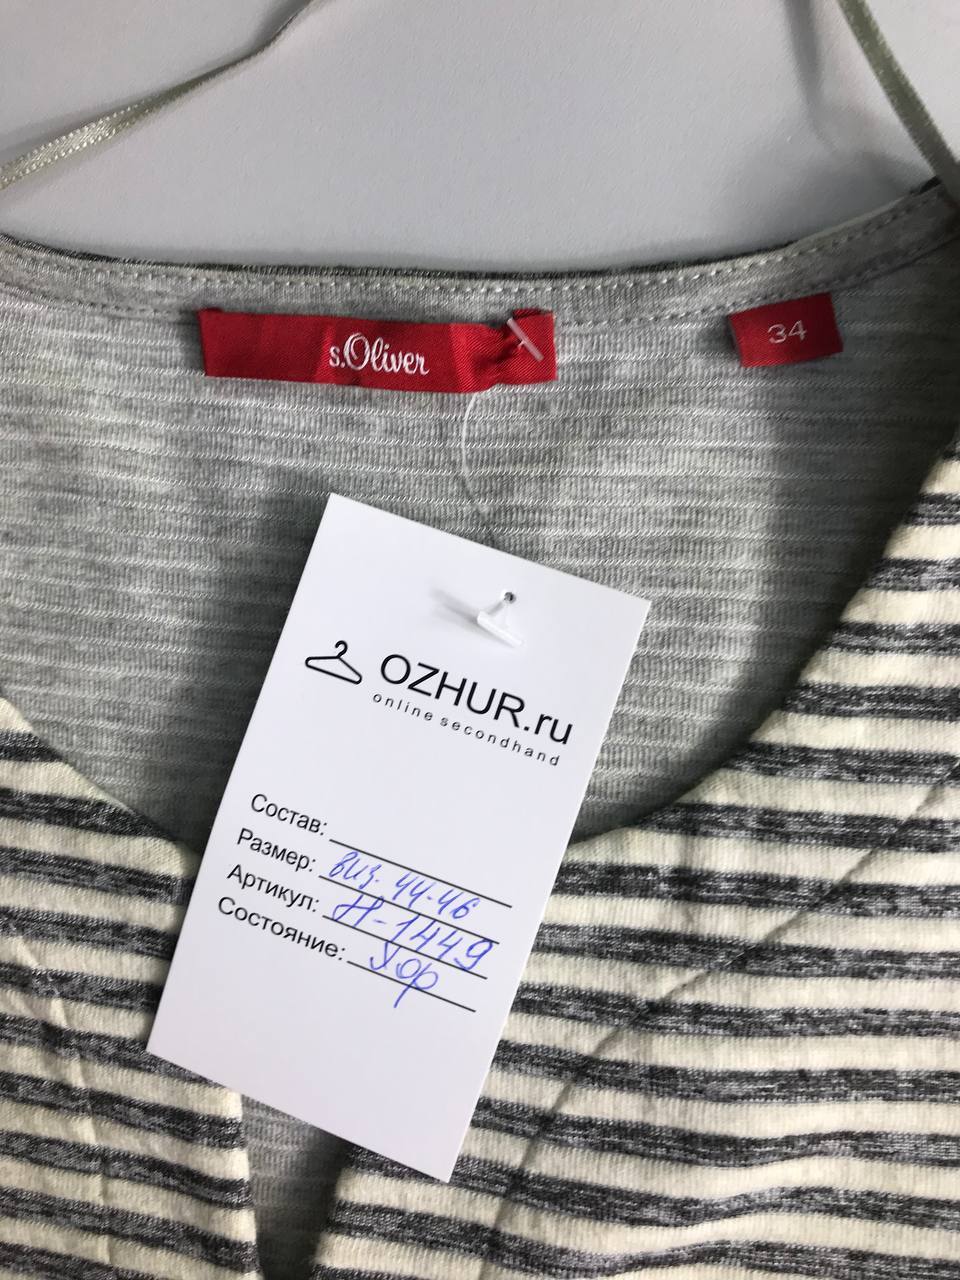 s.Oliver
34
OZHUR.ru
online secondhand
Состав:
Размер: виз. 44-46
Артикул: H-1449
Состояние: Хор